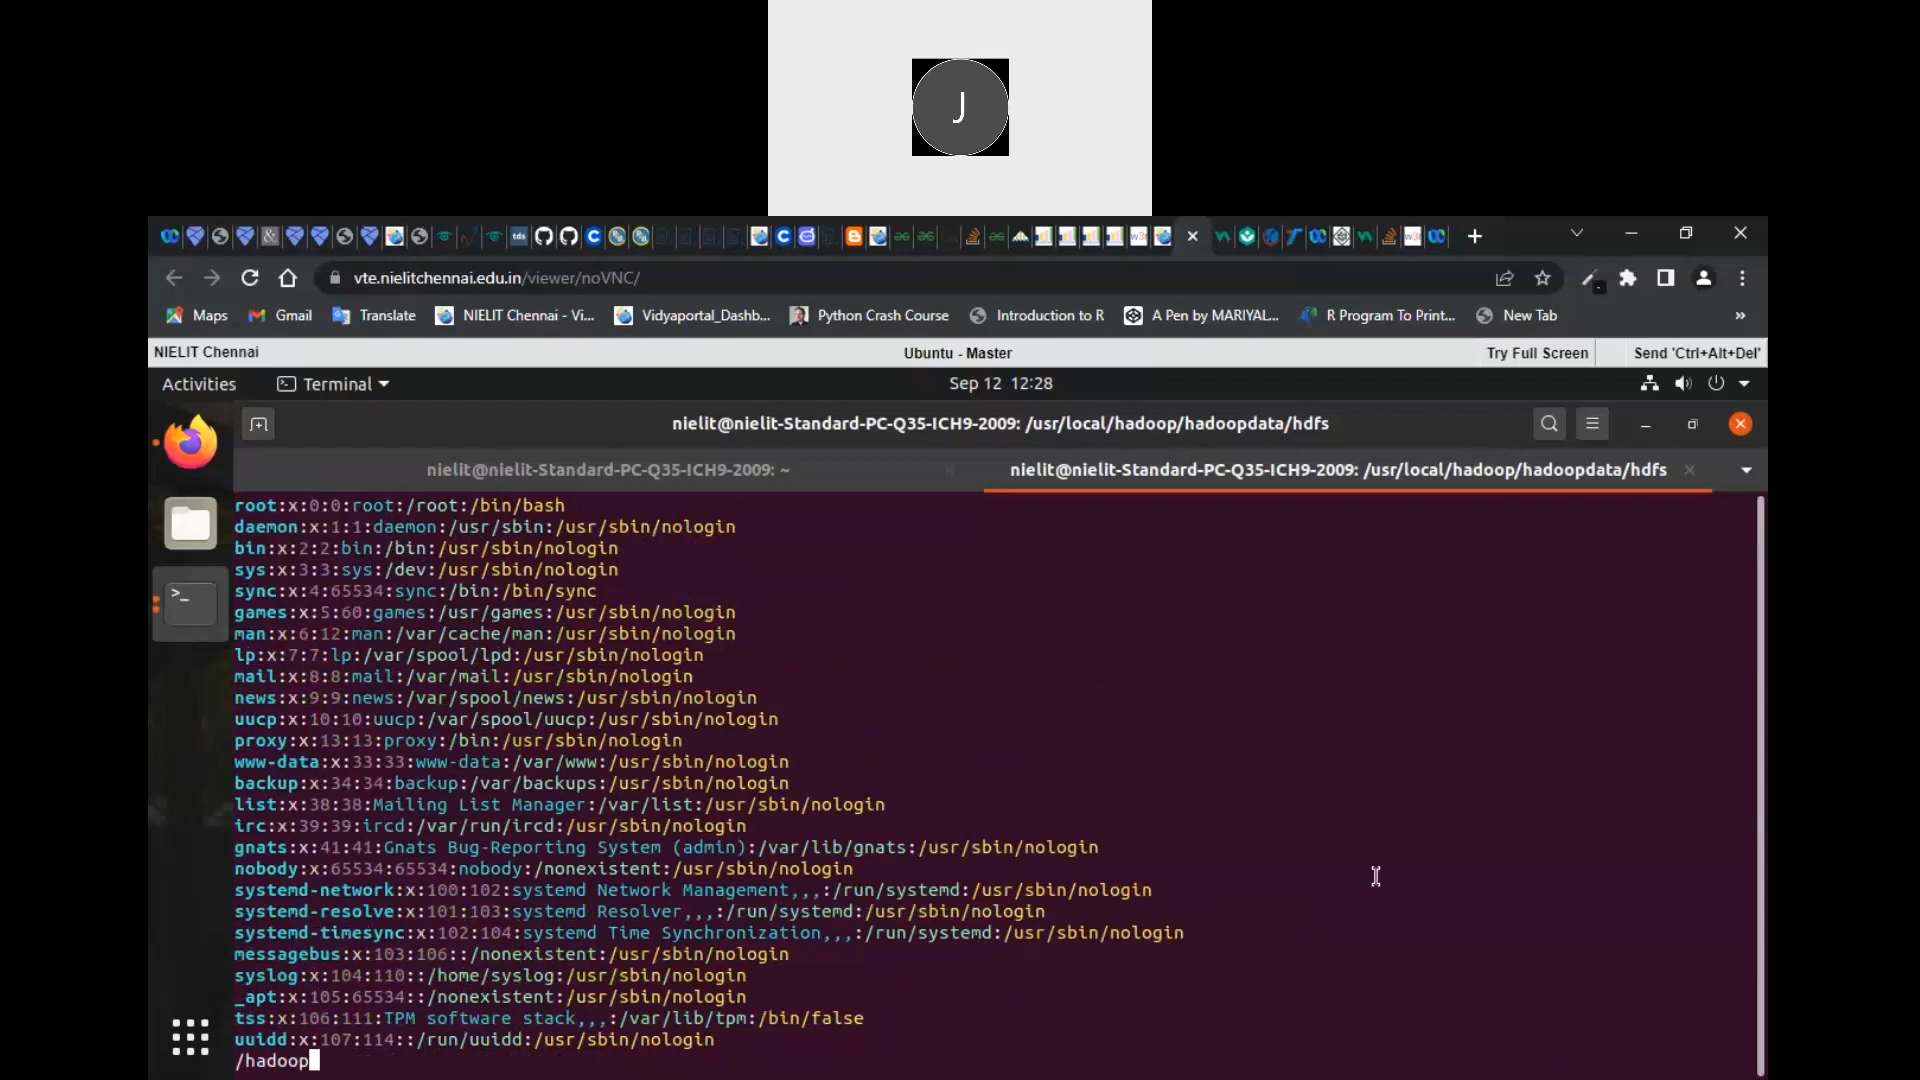 J
vte.nielitchennai.edu.in/viewer/noVNC/
Maps Gmail Translate NIELIT Chennai - Vi... Vidyaportal_Dashb... Python Crash Course Introduction to R A Pen by MARIYAL... R Program To Print... New Tab »
NIELIT Chennai Ubuntu - Master Try Full Screen Send 'Ctrl+Alt+Del'
Activities Terminal Sep 12 12:28
nielit@nielit-Standard-PC-Q35-ICH9-2009: /usr/local/hadoop/hadoopdata/hdfs
nielit@nielit-Standard-PC-Q35-ICH9-2009: ~ nielit@nielit-Standard-PC-Q35-ICH9-2009: /usr/local/hadoop/hadoopdata/hdfs
root:x:0:0:root:/root:/bin/bash
daemon:x:1:1:daemon:/usr/sbin:/usr/sbin/nologin
bin:x:2:2:bin:/bin:/usr/sbin/nologin
sys:x:3:3:sys:/dev:/usr/sbin/nologin
sync:x:4:65534:sync:/bin:/bin/sync
games:x:5:60:games:/usr/games:/usr/sbin/nologin
man:x:6:12:man:/var/cache/man:/usr/sbin/nologin
lp:x:7:7:lp:/var/spool/lpd:/usr/sbin/nologin
mail:x:8:8:mail:/var/mail:/usr/sbin/nologin
news:x:9:9:news:/var/spool/news:/usr/sbin/nologin
uucp:x:10:10:uucp:/var/spool/uucp:/usr/sbin/nologin
proxy:x:13:13:proxy:/bin:/usr/sbin/nologin
www-data:x:33:33:www-data:/var/www:/usr/sbin/nologin
backup:x:34:34:backup:/var/backups:/usr/sbin/nologin
list:x:38:38:Mailing List Manager:/var/list:/usr/sbin/nologin
irc:x:39:39:ircd:/var/run/ircd:/usr/sbin/nologin
gnats:x:41:41:Gnats Bug-Reporting System (admin):/var/lib/gnats:/usr/sbin/nologin
nobody:x:65534:65534:nobody:/nonexistent:/usr/sbin/nologin
systemd-network:x:100:102:systemd Network Management,,,:/run/systemd:/usr/sbin/nologin
systemd-resolve:x:101:103:systemd Resolver,,,:/run/systemd:/usr/sbin/nologin
systemd-timesync:x:102:104:systemd Time Synchronization,,,:/run/systemd:/usr/sbin/nologin
messagebus:x:103:106::/nonexistent:/usr/sbin/nologin
syslog:x:104:110::/home/syslog:/usr/sbin/nologin
_apt:x:105:65534::/nonexistent:/usr/sbin/nologin
tss:x:106:111:TPM software stack,,,:/var/lib/tpm:/bin/false
uuidd:x:107:114::/run/uuidd:/usr/sbin/nologin
/hadoop